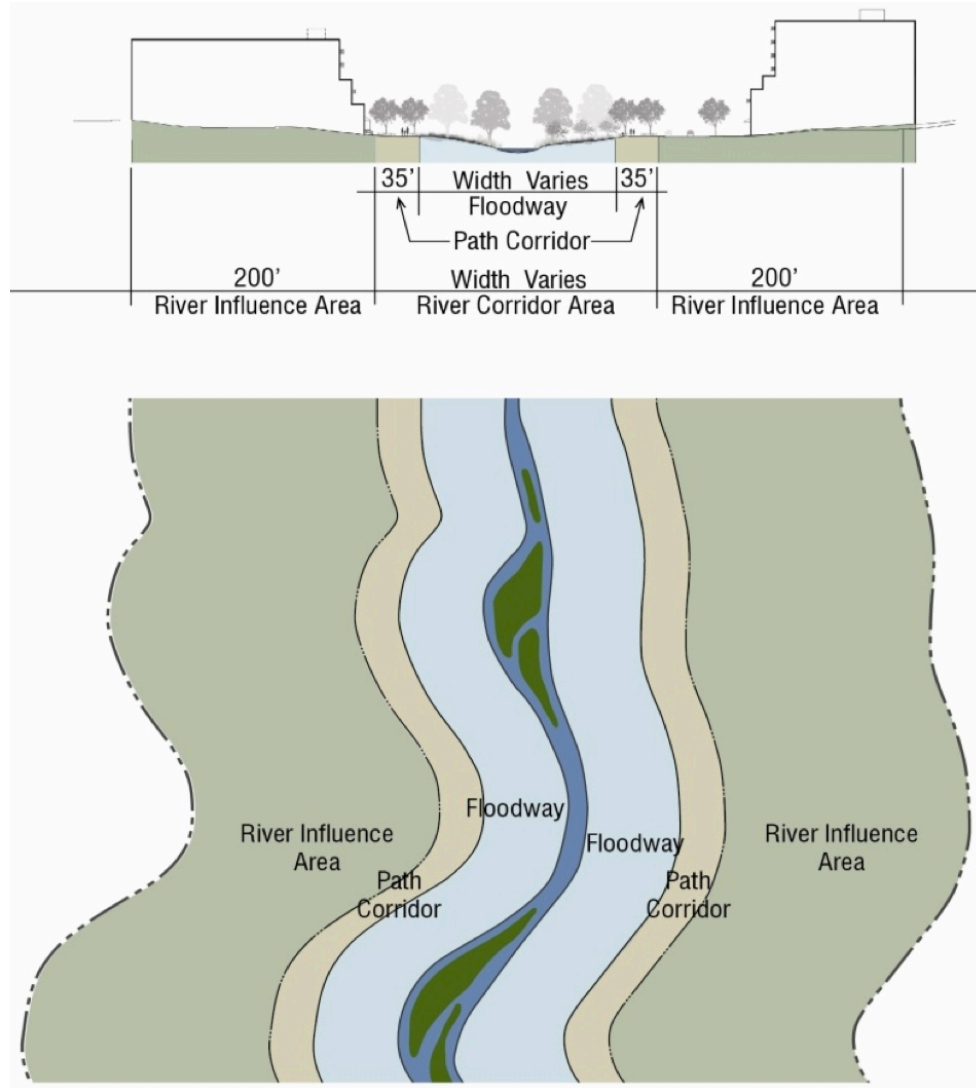 35’ Width Varies 35’
Floodway
Path Corridor
200’ Width Varies 200’
River Influence Area River Corridor Area River Influence Area
Floodway
Floodway
River Influence
Area
River Influence
Area
Path
Corridor
Path
Corridor